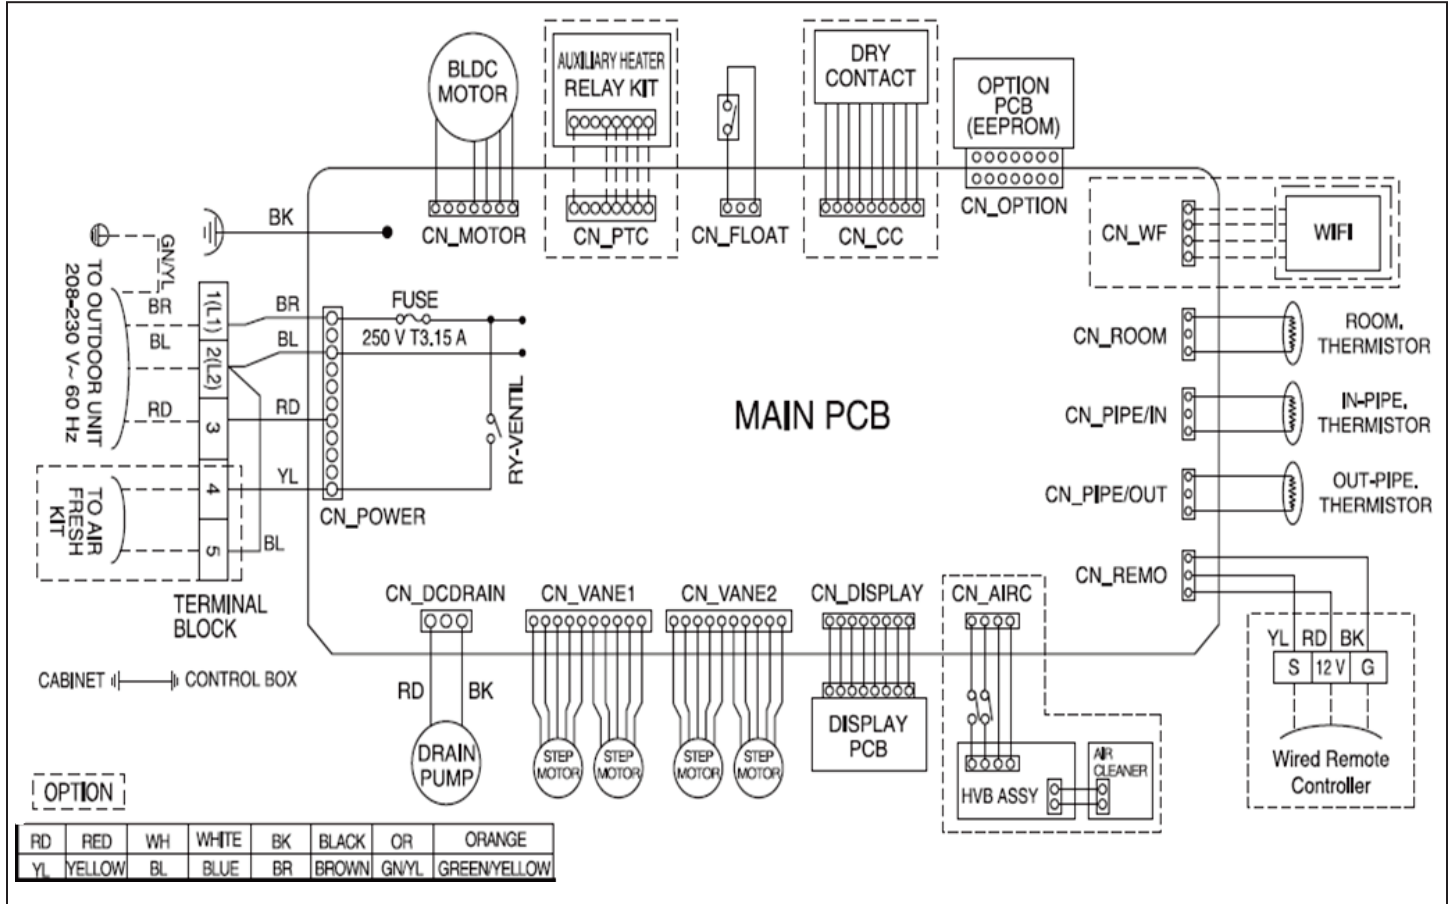 BLDC
MOTOR
AUXILIARY HEATER
RELAY KIT
DRY
CONTACT
OPTION
PCB
(EEPROM)
CN_MOTOR
CN_PTC
CN_FLOAT
CN_CC
CN_OPTION
BK
GN/YL
TO OUTDOOR UNIT
208-230 V~ 60 Hz
BR
BL
RD
1(L1)
2(L2)
3
4
5
BR
BL
RD
YL
BL
TO AIR
FRESH
KIT
TERMINAL
BLOCK
FUSE
250 V T3.15 A
RY-VENTIL
CN_POWER
MAIN PCB
CN_WF
WIFI
CN_ROOM
ROOM.
THERMISTOR
CN_PIPE/IN
IN-PIPE.
THERMISTOR
CN_PIPE/OUT
OUT-PIPE.
THERMISTOR
CN_REMO
YL RD BK
S 12 V G
Wired Remote
Controller
CN_DCDRAIN
CN_VANE1
CN_VANE2
CN_DISPLAY
CN_AIRC
RD BK
DRAIN
PUMP
STEP
MOTOR
STEP
MOTOR
STEP
MOTOR
STEP
MOTOR
DISPLAY
PCB
HVB ASSY
AIR
CLEANER
CABINET
CONTROL BOX
OPTION
RD RED WH WHITE BK BLACK OR ORANGE
YL YELLOW BL BLUE BR BROWN GN/YL GREEN/YELLOW